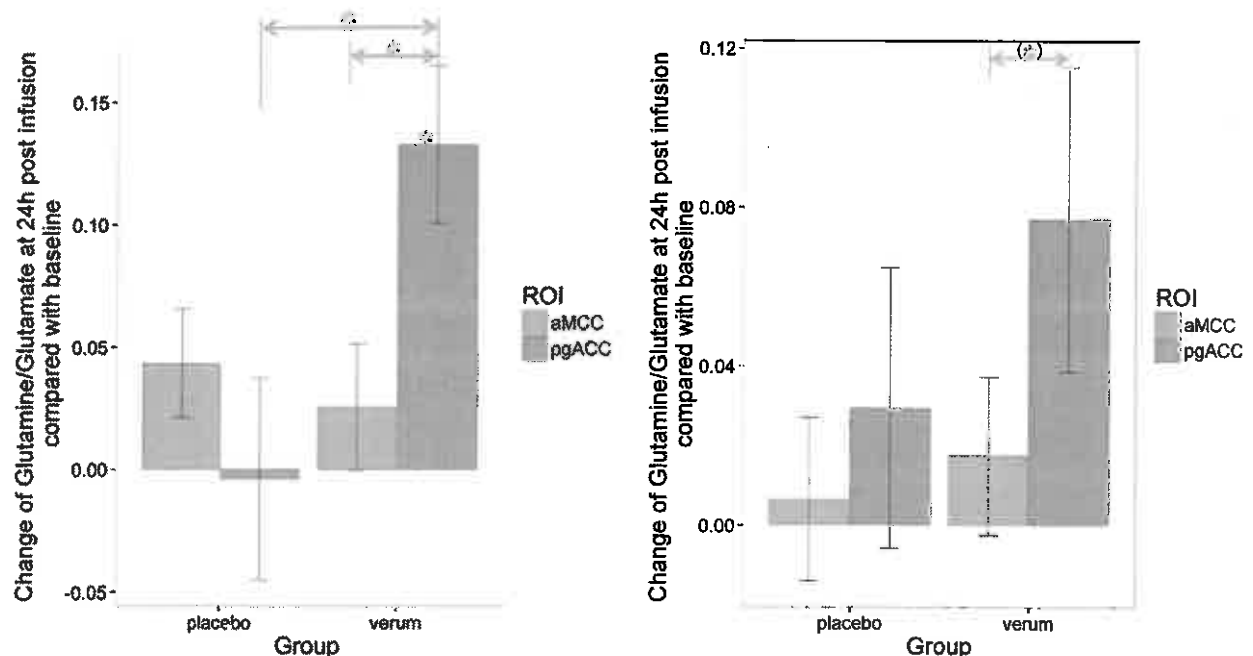 Change of Glutamine/Glutamate at 24h post infusion
compared with baseline
0.15
0.10
0.05
0.00
-0.05
placebo
verum
Group
ROI
aMCC
pgACC
Change of Glutamine/Glutamate at 24h post infusion
compared with baseline
0.12
0.08
0.04
0.00
(*)
placebo
verum
Group
ROI
aMCC
pgACC